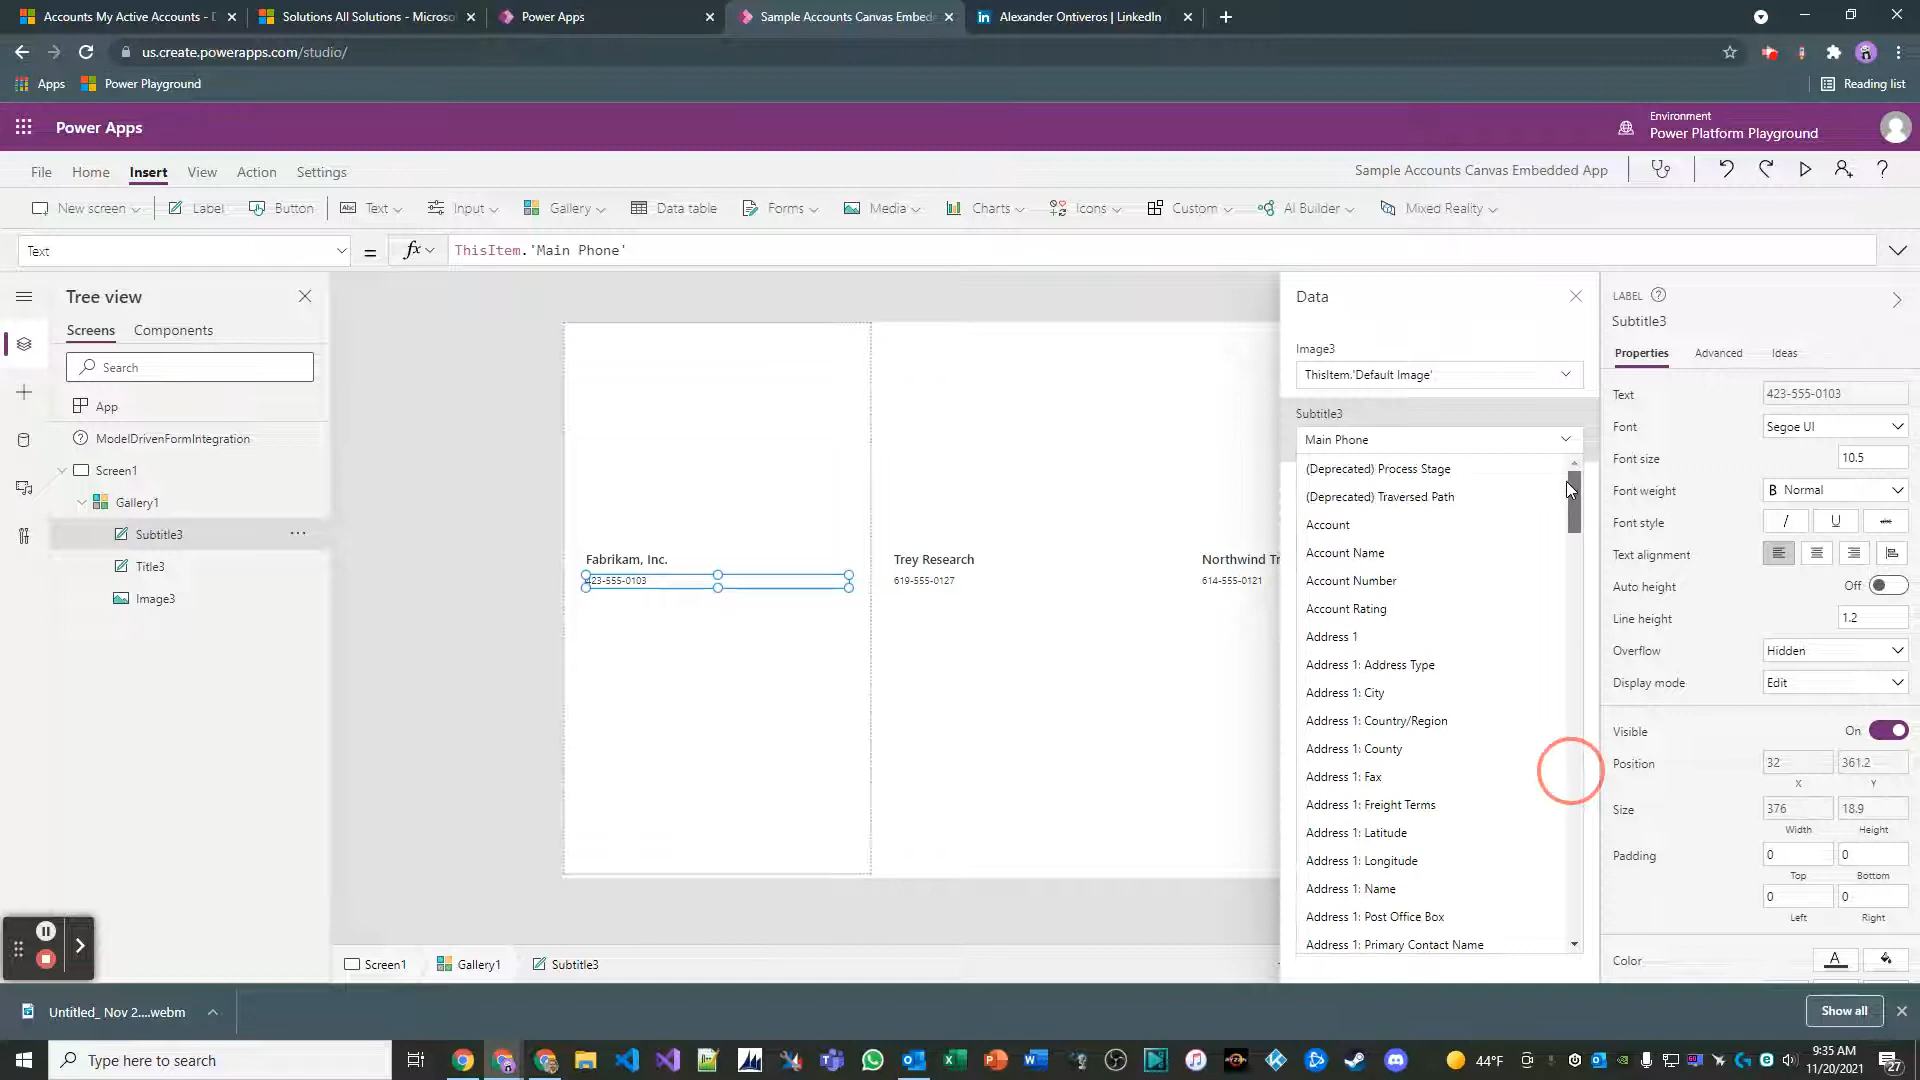 Accounts My Active Accounts - D
Solutions All Solutions - Microso
Power Apps
Sample Accounts Canvas Embedd
Alexander Ontiveros | LinkedIn
us.create.powerapps.com/studio/
Apps
Power Playground
Reading list
Power Apps
Environment
Power Platform Playground
File
Home
Insert
View
Action
Settings
Sample Accounts Canvas Embedded App
New screen
Label
Button
Text
Input
Gallery
Data table
Forms
Media
Charts
Icons
Custom
AI Builder
Mixed Reality
Text
=
fx
ThisItem.'Main Phone'
Tree view
Screens
Components
Search
App
ModelDrivenFormIntegration
Screen1
Gallery1
Subtitle3
Title3
Image3
Fabrikam, Inc.
423-555-0103
Trey Research
619-555-0127
Northwind Tr
614-555-0121
Data
Image3
ThisItem.'Default Image'
Subtitle3
Main Phone
(Deprecated) Process Stage
(Deprecated) Traversed Path
Account
Account Name
Account Number
Account Rating
Address 1
Address 1: Address Type
Address 1: City
Address 1: Country/Region
Address 1: County
Address 1: Fax
Address 1: Freight Terms
Address 1: Latitude
Address 1: Longitude
Address 1: Name
Address 1: Post Office Box
Address 1: Primary Contact Name
LABEL
Subtitle3
Properties
Advanced
Ideas
Text
423-555-0103
Font
Segoe UI
Font size
10.5
Font weight
B Normal
Font style
Text alignment
Auto height
Off
Line height
1.2
Overflow
Hidden
Display mode
Edit
Visible
On
Position
32
361.2
X
Y
Size
376
18.9
Width
Height
Padding
0
0
Top
Bottom
0
0
Left
Right
Color
Screen1
Gallery1
Subtitle3
Untitled_ Nov 2....webm
Show all
Type here to search
44°F
9:35 AM
11/20/2021
27